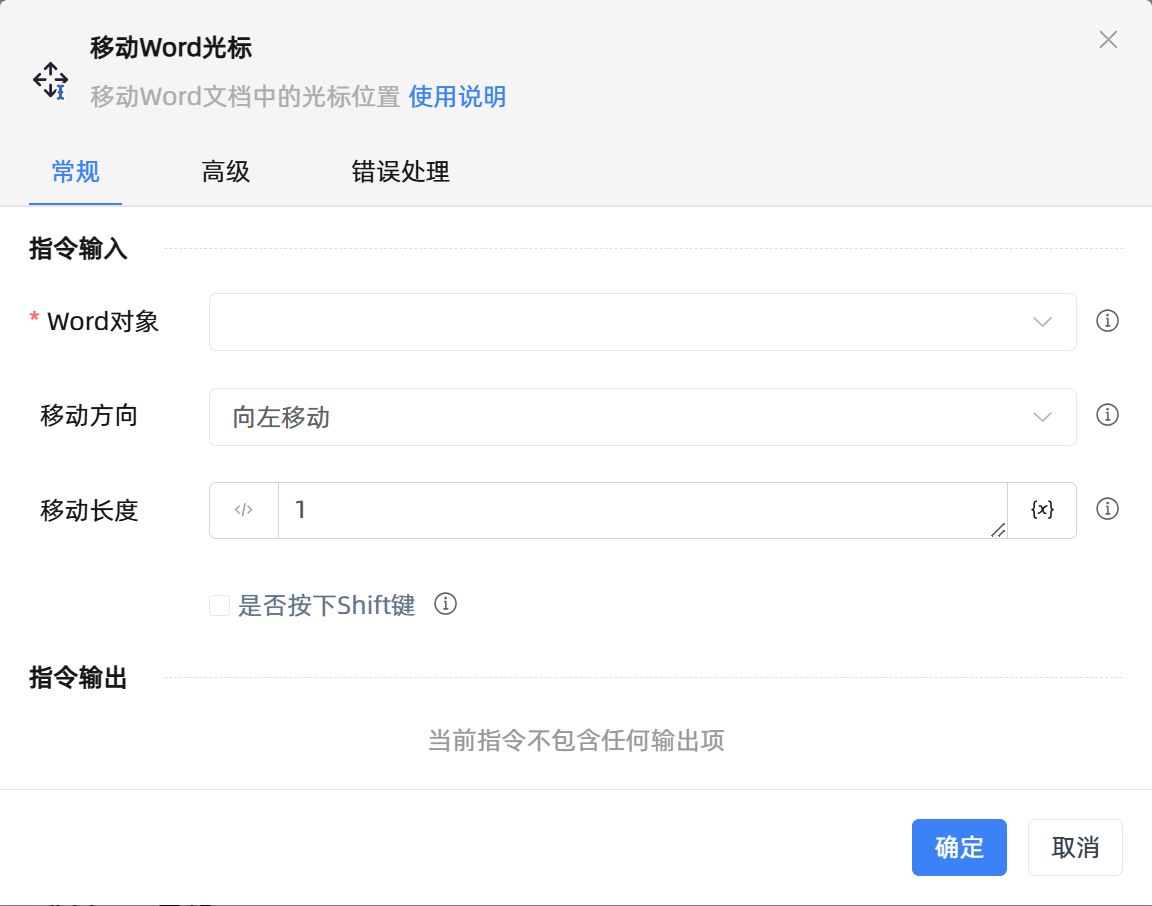 移动Word光标
移动Word文档中的光标位置 使用说明
常规 高级 错误处理
指令输入
* Word对象
移动方向 向左移动
移动长度 </> 1 {x}
是否按下Shift键
指令输出
当前指令不包含任何输出项
确定 取消